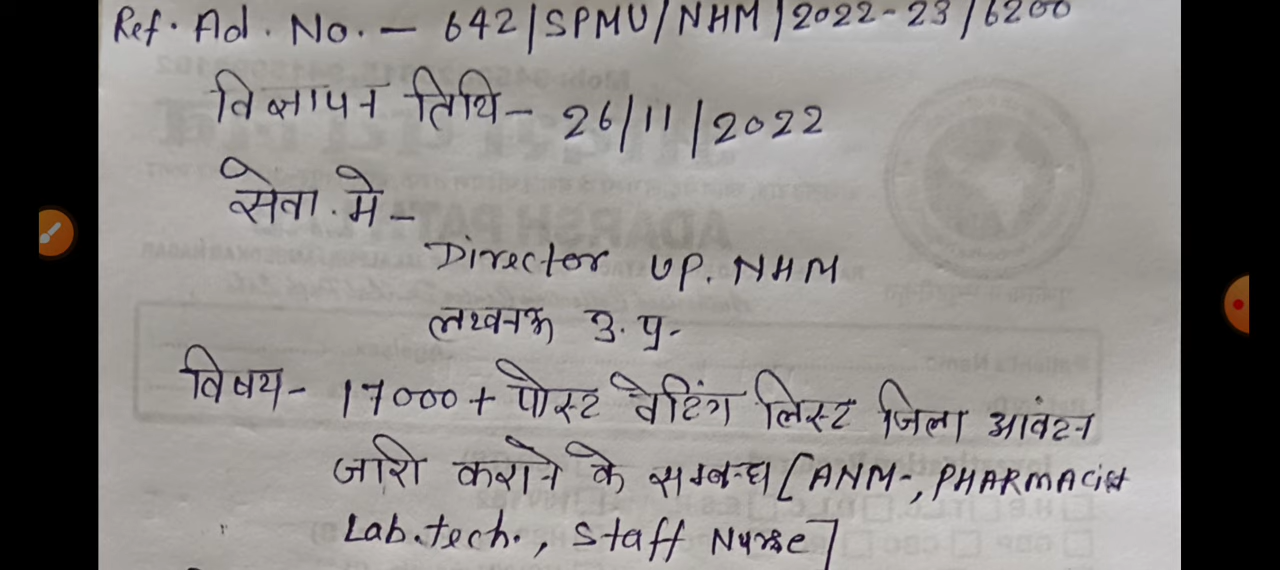 Ref. Ad. No. - 642/SPMU/NHM/2022-23/6200
विज्ञापन तिथि - 26/11/2022
सेवा. मे -
Director UP. NHM
लखनऊ उ. प्र.
विषय - 17000+ पोस्ट वेटिंग लिस्ट जिला आवंटन
जारी कराने के सम्बन्ध [ANM-, PHARMAcist
Lab.tech., Staff Nurse]